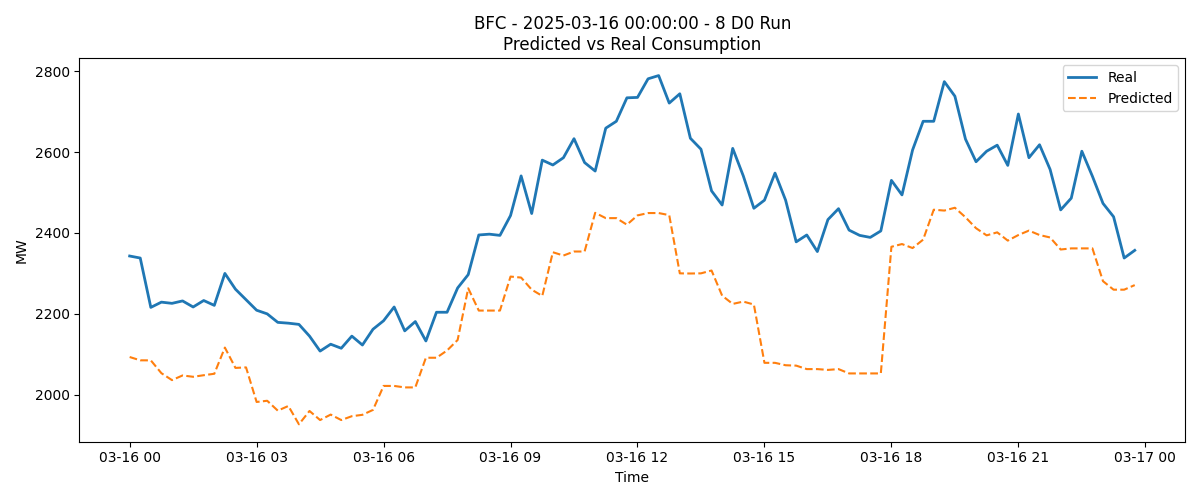 BFC - 2025-03-16 00:00:00 - 8 D0 Run
Predicted vs Real Consumption
Real
Predicted
MW
2800
2600
2400
2200
2000
03-16 00
03-16 03
03-16 06
03-16 09
03-16 12
03-16 15
03-16 18
03-16 21
03-17 00
Time